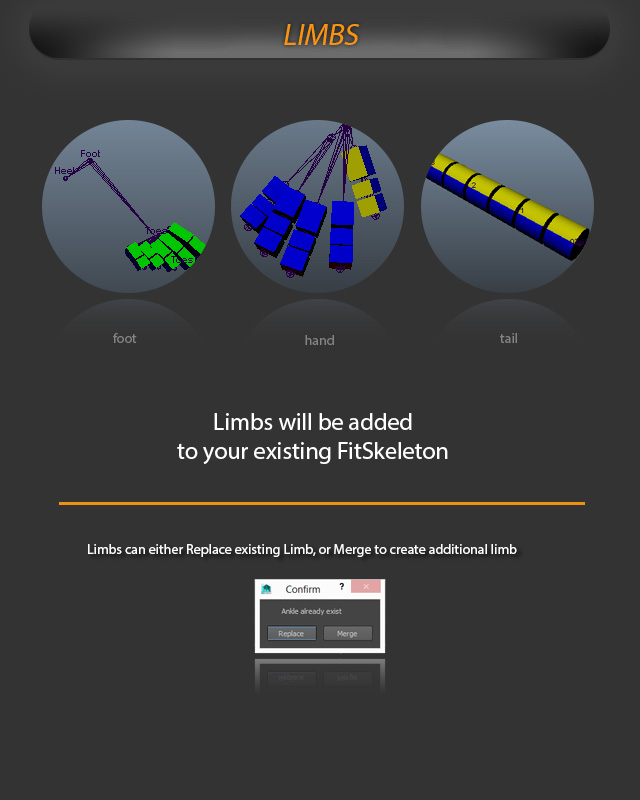 LIMBS
Foot
Heel
Toes
Toes
2
foot
hand
tail
Limbs will be added
to your existing FitSkeleton
Limbs can either Replace existing Limb, or Merge to create additional limb
Confirm
?
Ankle already exist
Replace
Merge